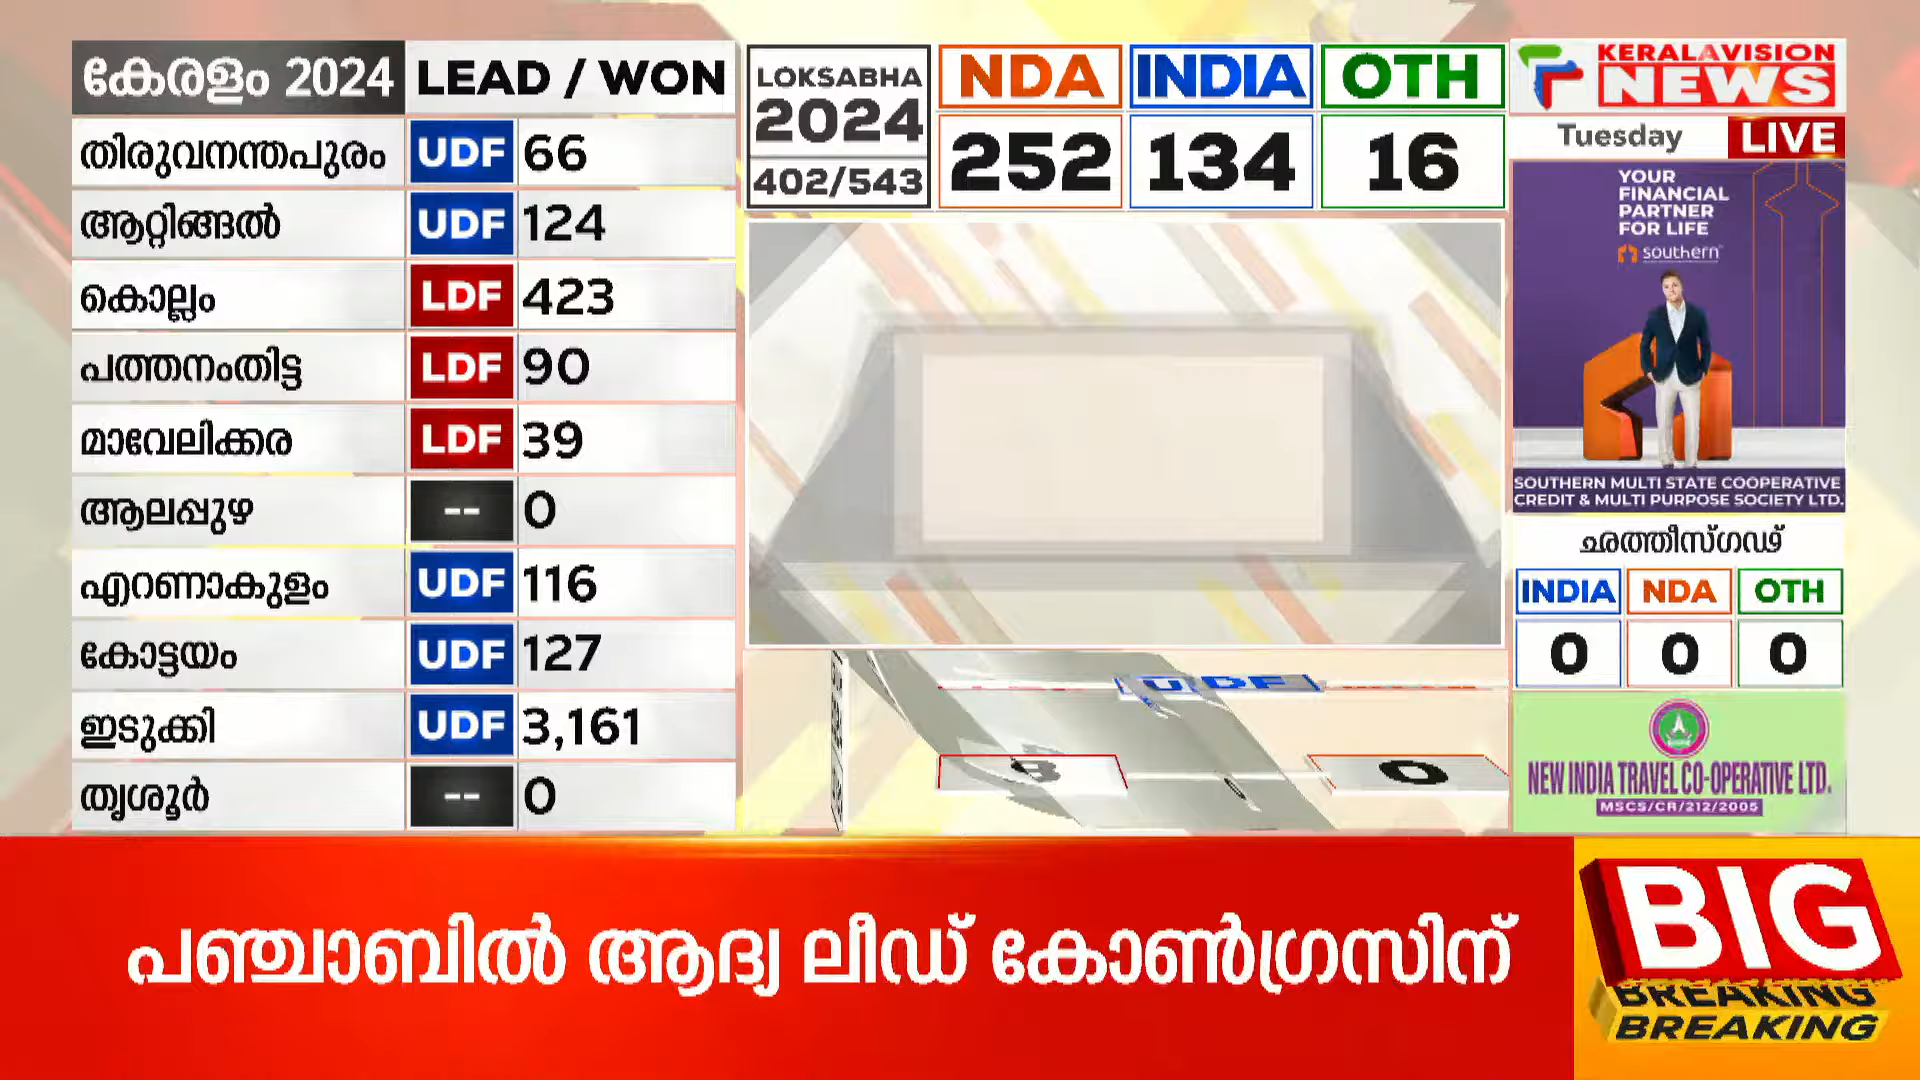 കേരളം 2024 LEAD / WON
തിരുവനന്തപുരം UDF 66
ആറ്റിങ്ങൽ UDF 124
കൊല്ലം LDF 423
പത്തനംതിട്ട LDF 90
മാവേലിക്കര LDF 39
ആലപ്പുഴ -- 0
എറണാകുളം UDF 116
കോട്ടയം UDF 127
ഇടുക്കി UDF 3,161
തൃശൂർ -- 0
LOKSABHA
2024
402/543
NDA INDIA OTH
252 134 16
UDF
0
KERALAVISION
NEWS
Tuesday LIVE
YOUR
FINANCIAL
PARTNER
FOR LIFE
southern
SOUTHERN MULTI STATE COOPERATIVE
CREDIT & MULTI PURPOSE SOCIETY LTD.
ഛത്തീസ്ഗഢ്
INDIA NDA OTH
0 0 0
NEW INDIA TRAVEL CO-OPERATIVE LTD.
MSCS/CR/212/2005
പഞ്ചാബിൽ ആദ്യ ലീഡ് കോൺഗ്രസിന്
BIG
BREAKING
BREAKING